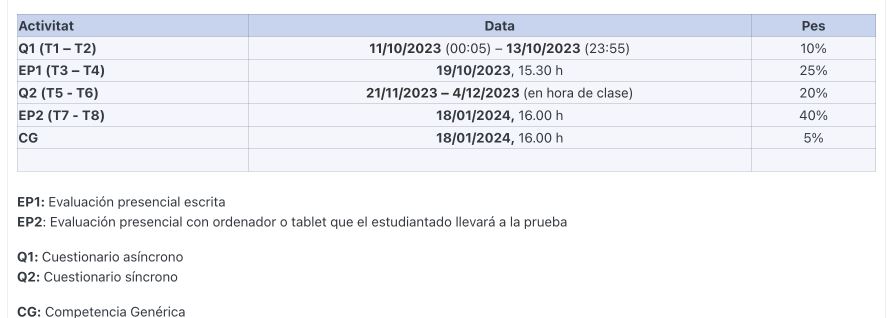 Activitat Data Pes
Q1 (T1 – T2) 11/10/2023 (00:05) – 13/10/2023 (23:55) 10%
EP1 (T3 – T4) 19/10/2023, 15.30 h 25%
Q2 (T5 - T6) 21/11/2023 – 4/12/2023 (en hora de clase) 20%
EP2 (T7 - T8) 18/01/2024, 16.00 h 40%
CG 18/01/2024, 16.00 h 5%
EP1: Evaluación presencial escrita
EP2: Evaluación presencial con ordenador o tablet que el estudiantado llevará a la prueba
Q1: Cuestionario asíncrono
Q2: Cuestionario síncrono
CG: Competencia Genérica